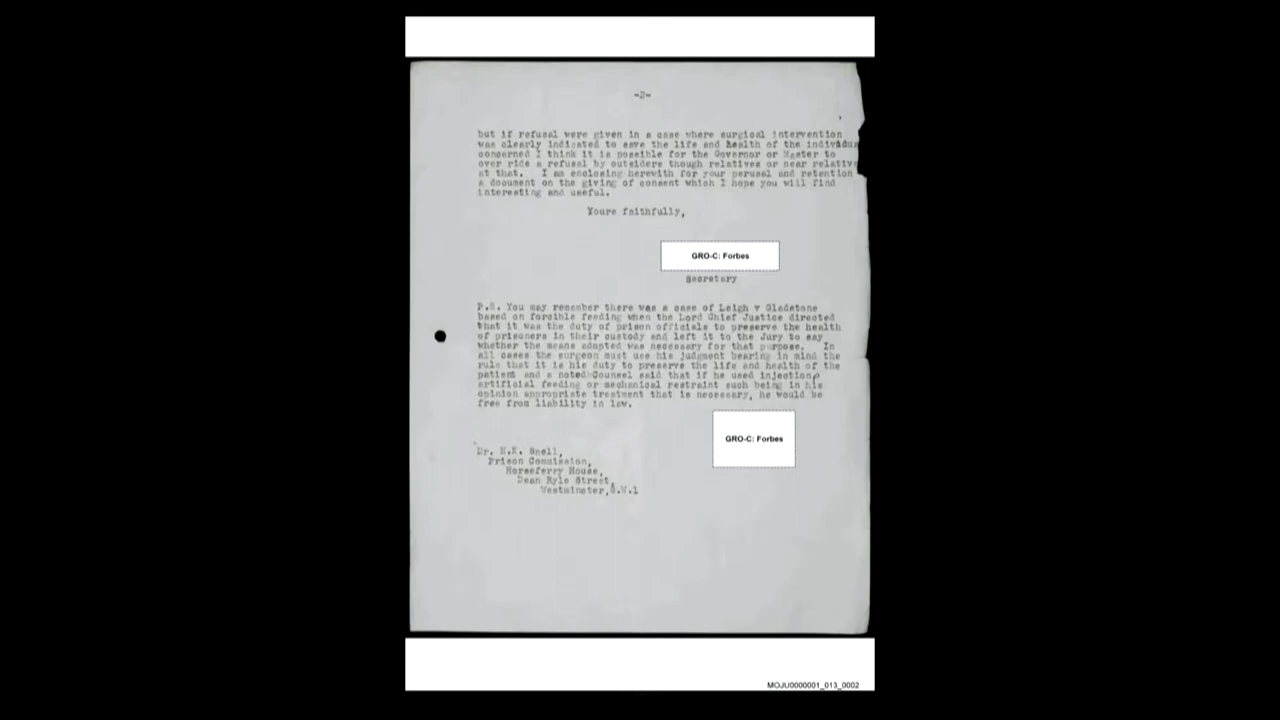 -2-
but if refusal were given in a case where surgical intervention
was clearly indicated to save the life and health of the individua
concerned I think it is possible for the Governor or Master to
over ride a refusal by outsiders though relatives or near relative
at that. I am enclosing herewith for your perusal and retention
a document on the giving of consent which I hope you will find
interesting and useful.
Yours faithfully,
GRO-C: Forbes
Secretary
P.S. You may remember there was a case of Leigh v Gladstone
based on forcible feeding when the Lord Chief Justice directed
that it was the duty of prison officials to preserve the health
of prisoners in their custody and left it to the Jury to say
whether the means adopted was necessary for that purpose. In
all cases the surgeon must use his judgment bearing in mind the
rule that it is his duty to preserve the life and health of the
patient and a noted Counsel said that if he used injection,
artificial feeding or mechanical restraint such being in his
opinion appropriate treatment that is necessary, he would be
free from liability in law.
GRO-C: Forbes
Dr. H.K. Snell,
Prison Commission,
Horseferry House,
Dean Ryle Street,
Westminster, S.W.1
MOJU0000001_013_0002